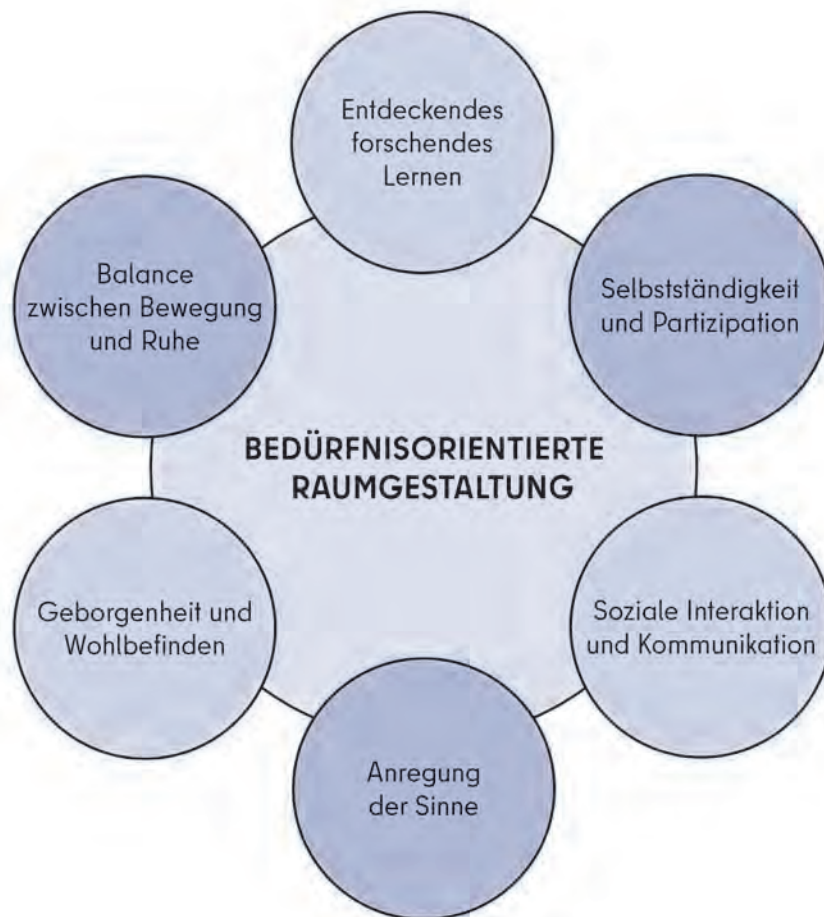 Entdeckendes
forschendes
Lernen
Balance
zwischen Bewegung
und Ruhe
Selbstständigkeit
und Partizipation
BEDÜRFNISORIENTIERTE
RAUMGESTALTUNG
Geborgenheit und
Wohlbefinden
Soziale Interaktion
und Kommunikation
Anregung
der Sinne